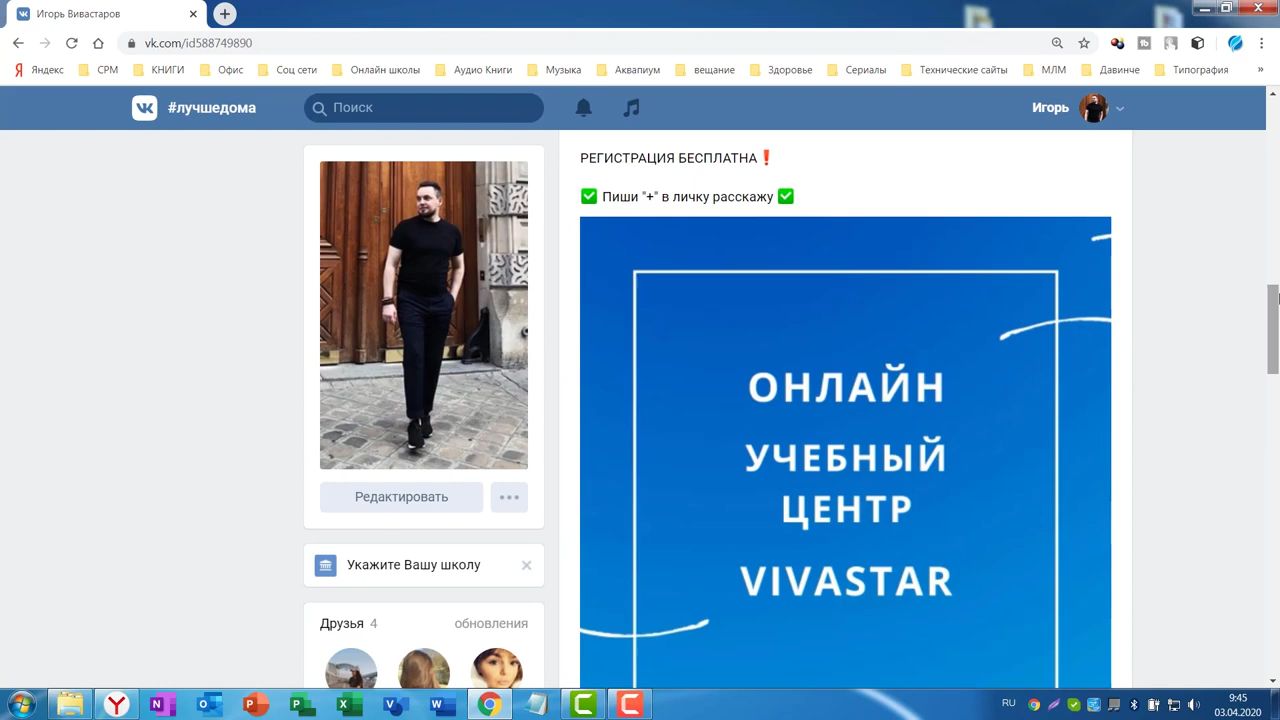 Игорь Вивастаров
vk.com/id588749890
Яндекс
СРМ
КНИГИ
Офис
Соц сети
Онлайн школы
Аудио Книги
Музыка
Аквапиум
вещание
Здоровье
Сериалы
Технические сайты
МЛМ
Давинче
Типография
»
#лучшедома
Поиск
Игорь
РЕГИСТРАЦИЯ БЕСПЛАТНА❗
✅ Пиши "+" в личку расскажу ✅
ОНЛАЙН
УЧЕБНЫЙ
ЦЕНТР
VIVASTAR
Редактировать
Укажите Вашу школу
Друзья 4
обновления
RU
9:45
03.04.2020